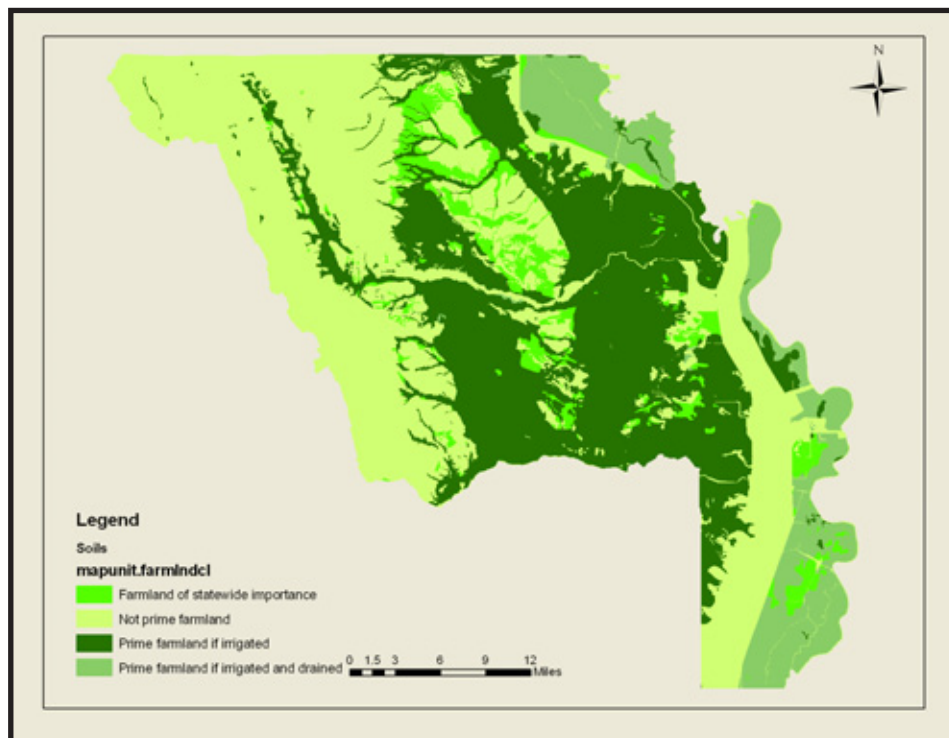 N
Legend
Soils
mapunit.farmlndcl
Farmland of statewide importance
Not prime farmland
Prime farmland if irrigated
Prime farmland if irrigated and drained
0 1.5 3 6 9 12
Miles